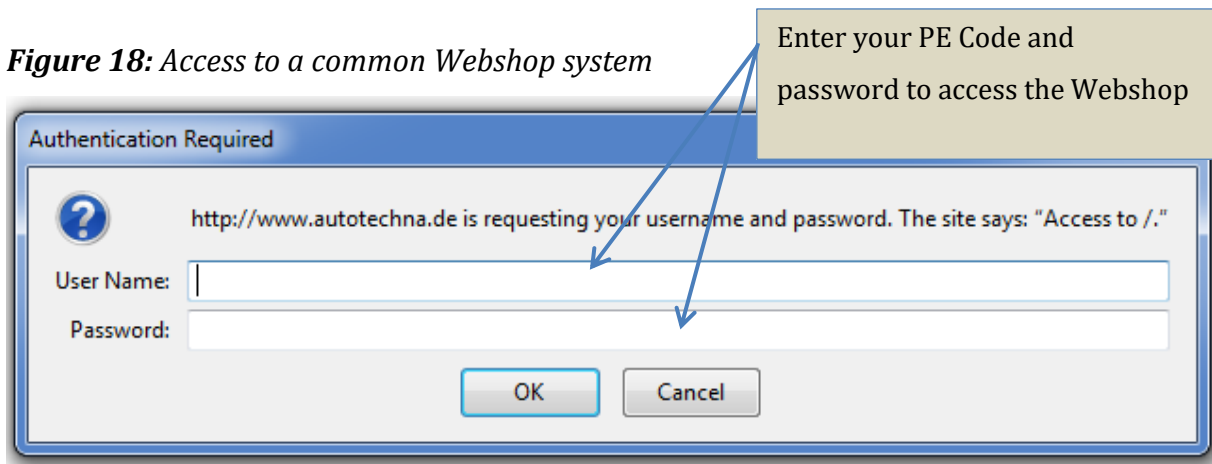 Figure 18: Access to a common Webshop system
Enter your PE Code and
password to access the Webshop
Authentication Required
http://www.autotechna.de is requesting your username and password. The site says: "Access to /."
User Name:
Password:
OK
Cancel